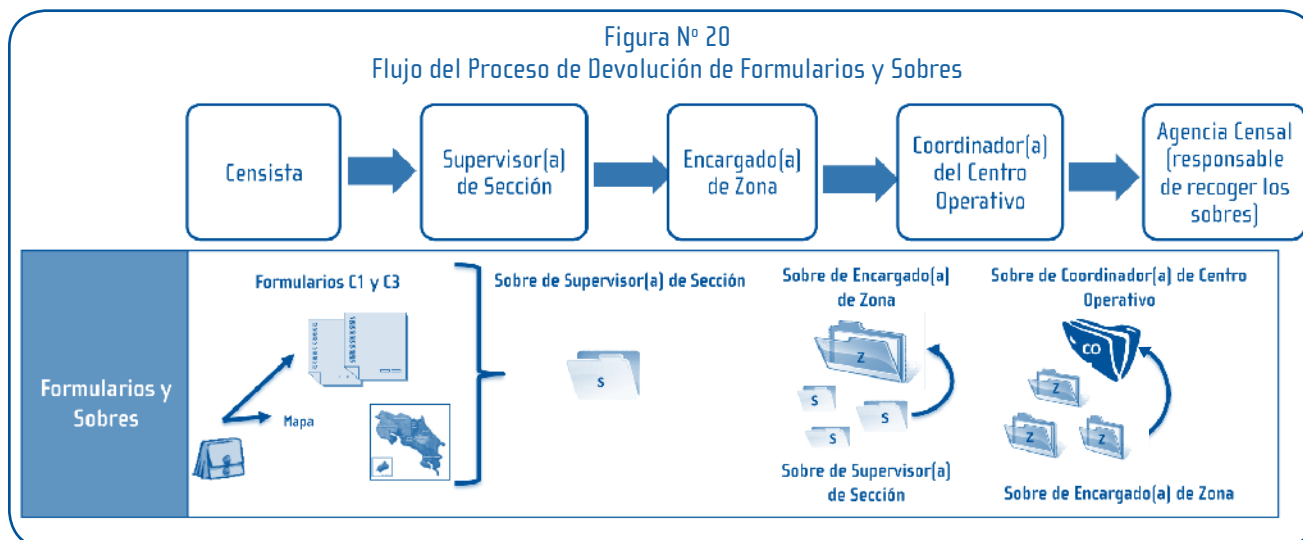 Figura Nº 20
Flujo del Proceso de Devolución de Formularios y Sobres
Censista
Supervisor(a)
de Sección
Encargado(a)
de Zona
Coordinador(a)
del Centro
Operativo
Agencia Censal
(responsable
de recoger los
sobres)
Formularios y
Sobres
Formularios C1 y C3
Mapa
Sobre de Supervisor(a) de Sección
S
Sobre de Encargado(a)
de Zona
Z
S
S
S
Sobre de Supervisor(a)
de Sección
Sobre de Coordinador(a) de Centro
Operativo
CO
Z
Z
Z
Sobre de Encargado(a) de Zona